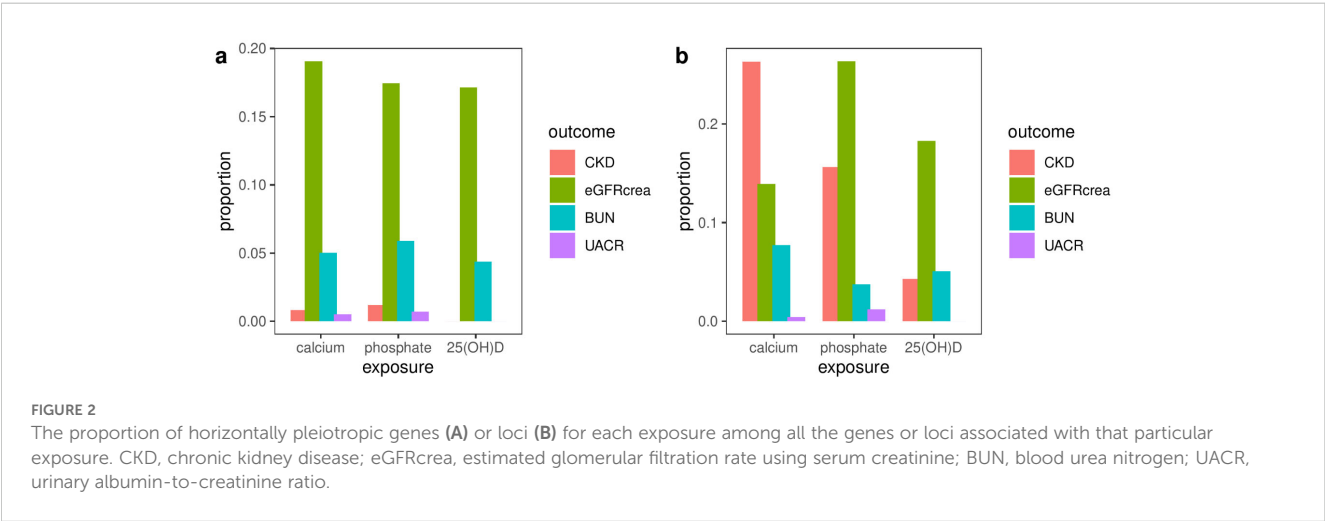 a
0.20
0.15
0.10
0.05
0.00
proportion
calcium phosphate 25(OH)D
exposure
outcome
CKD
eGFRcrea
BUN
UACR
b
0.2
0.1
0.0
proportion
calcium phosphate 25(OH)D
exposure
outcome
CKD
eGFRcrea
BUN
UACR
FIGURE 2
The proportion of horizontally pleiotropic genes (A) or loci (B) for each exposure among all the genes or loci associated with that particular
exposure. CKD, chronic kidney disease; eGFRcrea, estimated glomerular filtration rate using serum creatinine; BUN, blood urea nitrogen; UACR,
urinary albumin-to-creatinine ratio.